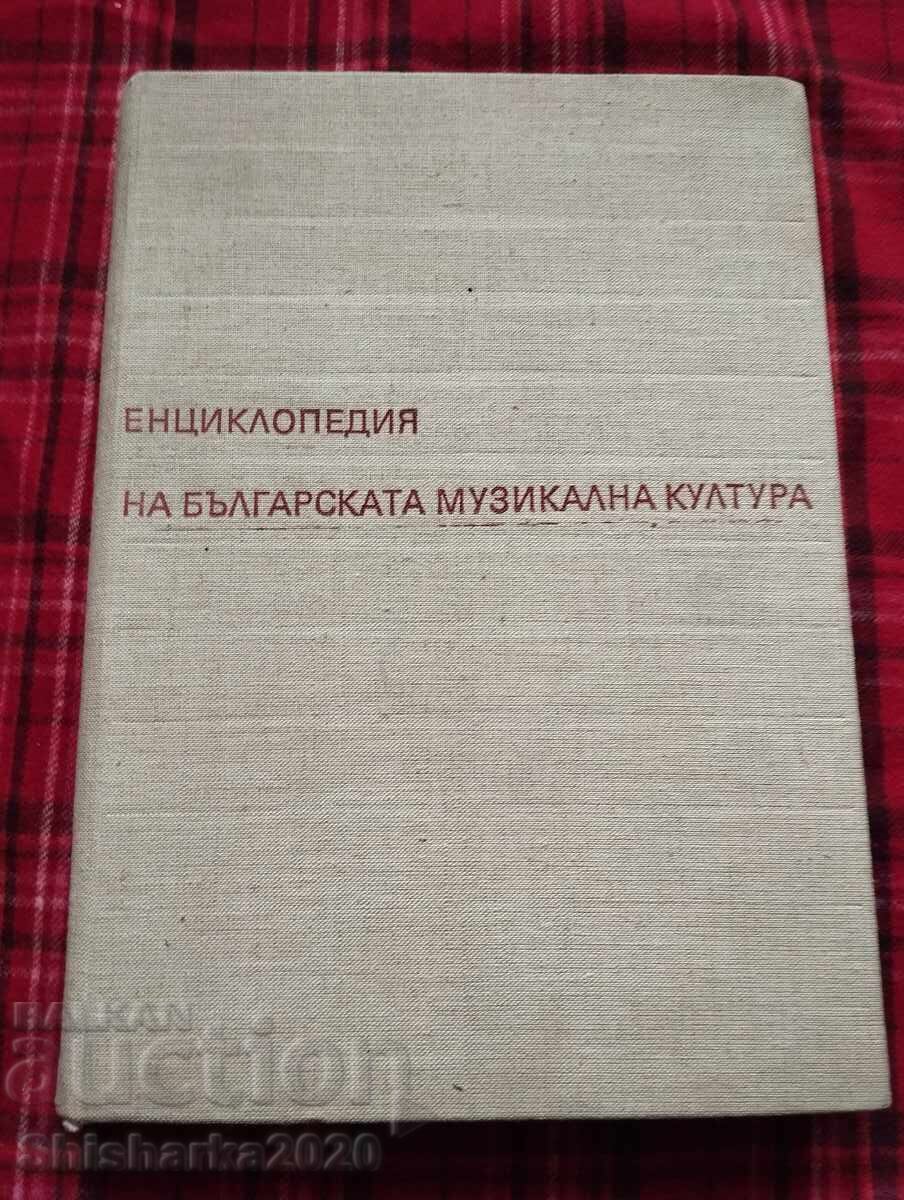 ЕНЦИКЛОПЕДИЯ
НА БЪЛГАРСКАТА МУЗИКАЛНА КУЛТУРА
BALKAN
auction
Shisharka2020